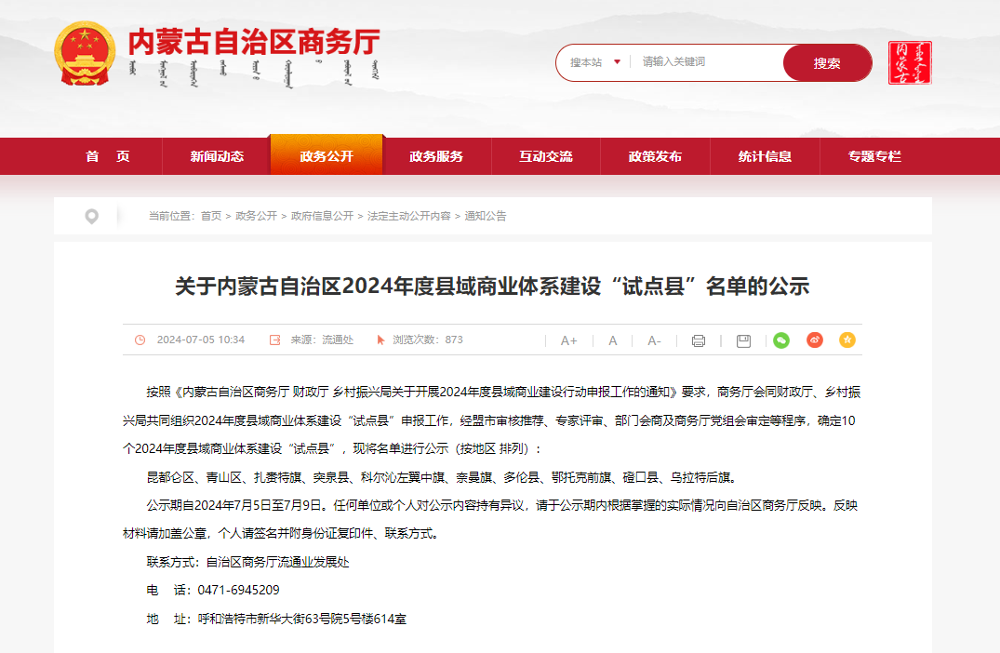 内蒙古自治区商务厅
搜本站
请输入关键词
搜索
内蒙古
首 页
新闻动态
政务公开
政务服务
互动交流
政策发布
统计信息
专题专栏
当前位置：首页 > 政务公开 > 政府信息公开 > 法定主动公开内容 > 通知公告
关于内蒙古自治区2024年度县域商业体系建设“试点县”名单的公示
2024-07-05 10:34 来源：流通处 浏览次数：873 A+ A A-
按照《内蒙古自治区商务厅 财政厅 乡村振兴局关于开展2024年度县域商业建设行动申报工作的通知》要求，商务厅会同财政厅、乡村振
兴局共同组织2024年度县域商业体系建设“试点县”申报工作，经盟市审核推荐、专家评审、部门会商及商务厅党组会审定等程序，确定10
个2024年度县域商业体系建设“试点县”，现将名单进行公示（按地区 排列）：
昆都仑区、青山区、扎赉特旗、突泉县、科尔沁左翼中旗、奈曼旗、多伦县、鄂托克前旗、磴口县、乌拉特后旗。
公示期自2024年7月5日至7月9日。任何单位或个人对公示内容持有异议，请于公示期内根据掌握的实际情况向自治区商务厅反映。反映
材料请加盖公章，个人请签名并附身份证复印件、联系方式。
联系方式：自治区商务厅流通业发展处
电 话：0471-6945209
地 址：呼和浩特市新华大街63号院5号楼614室